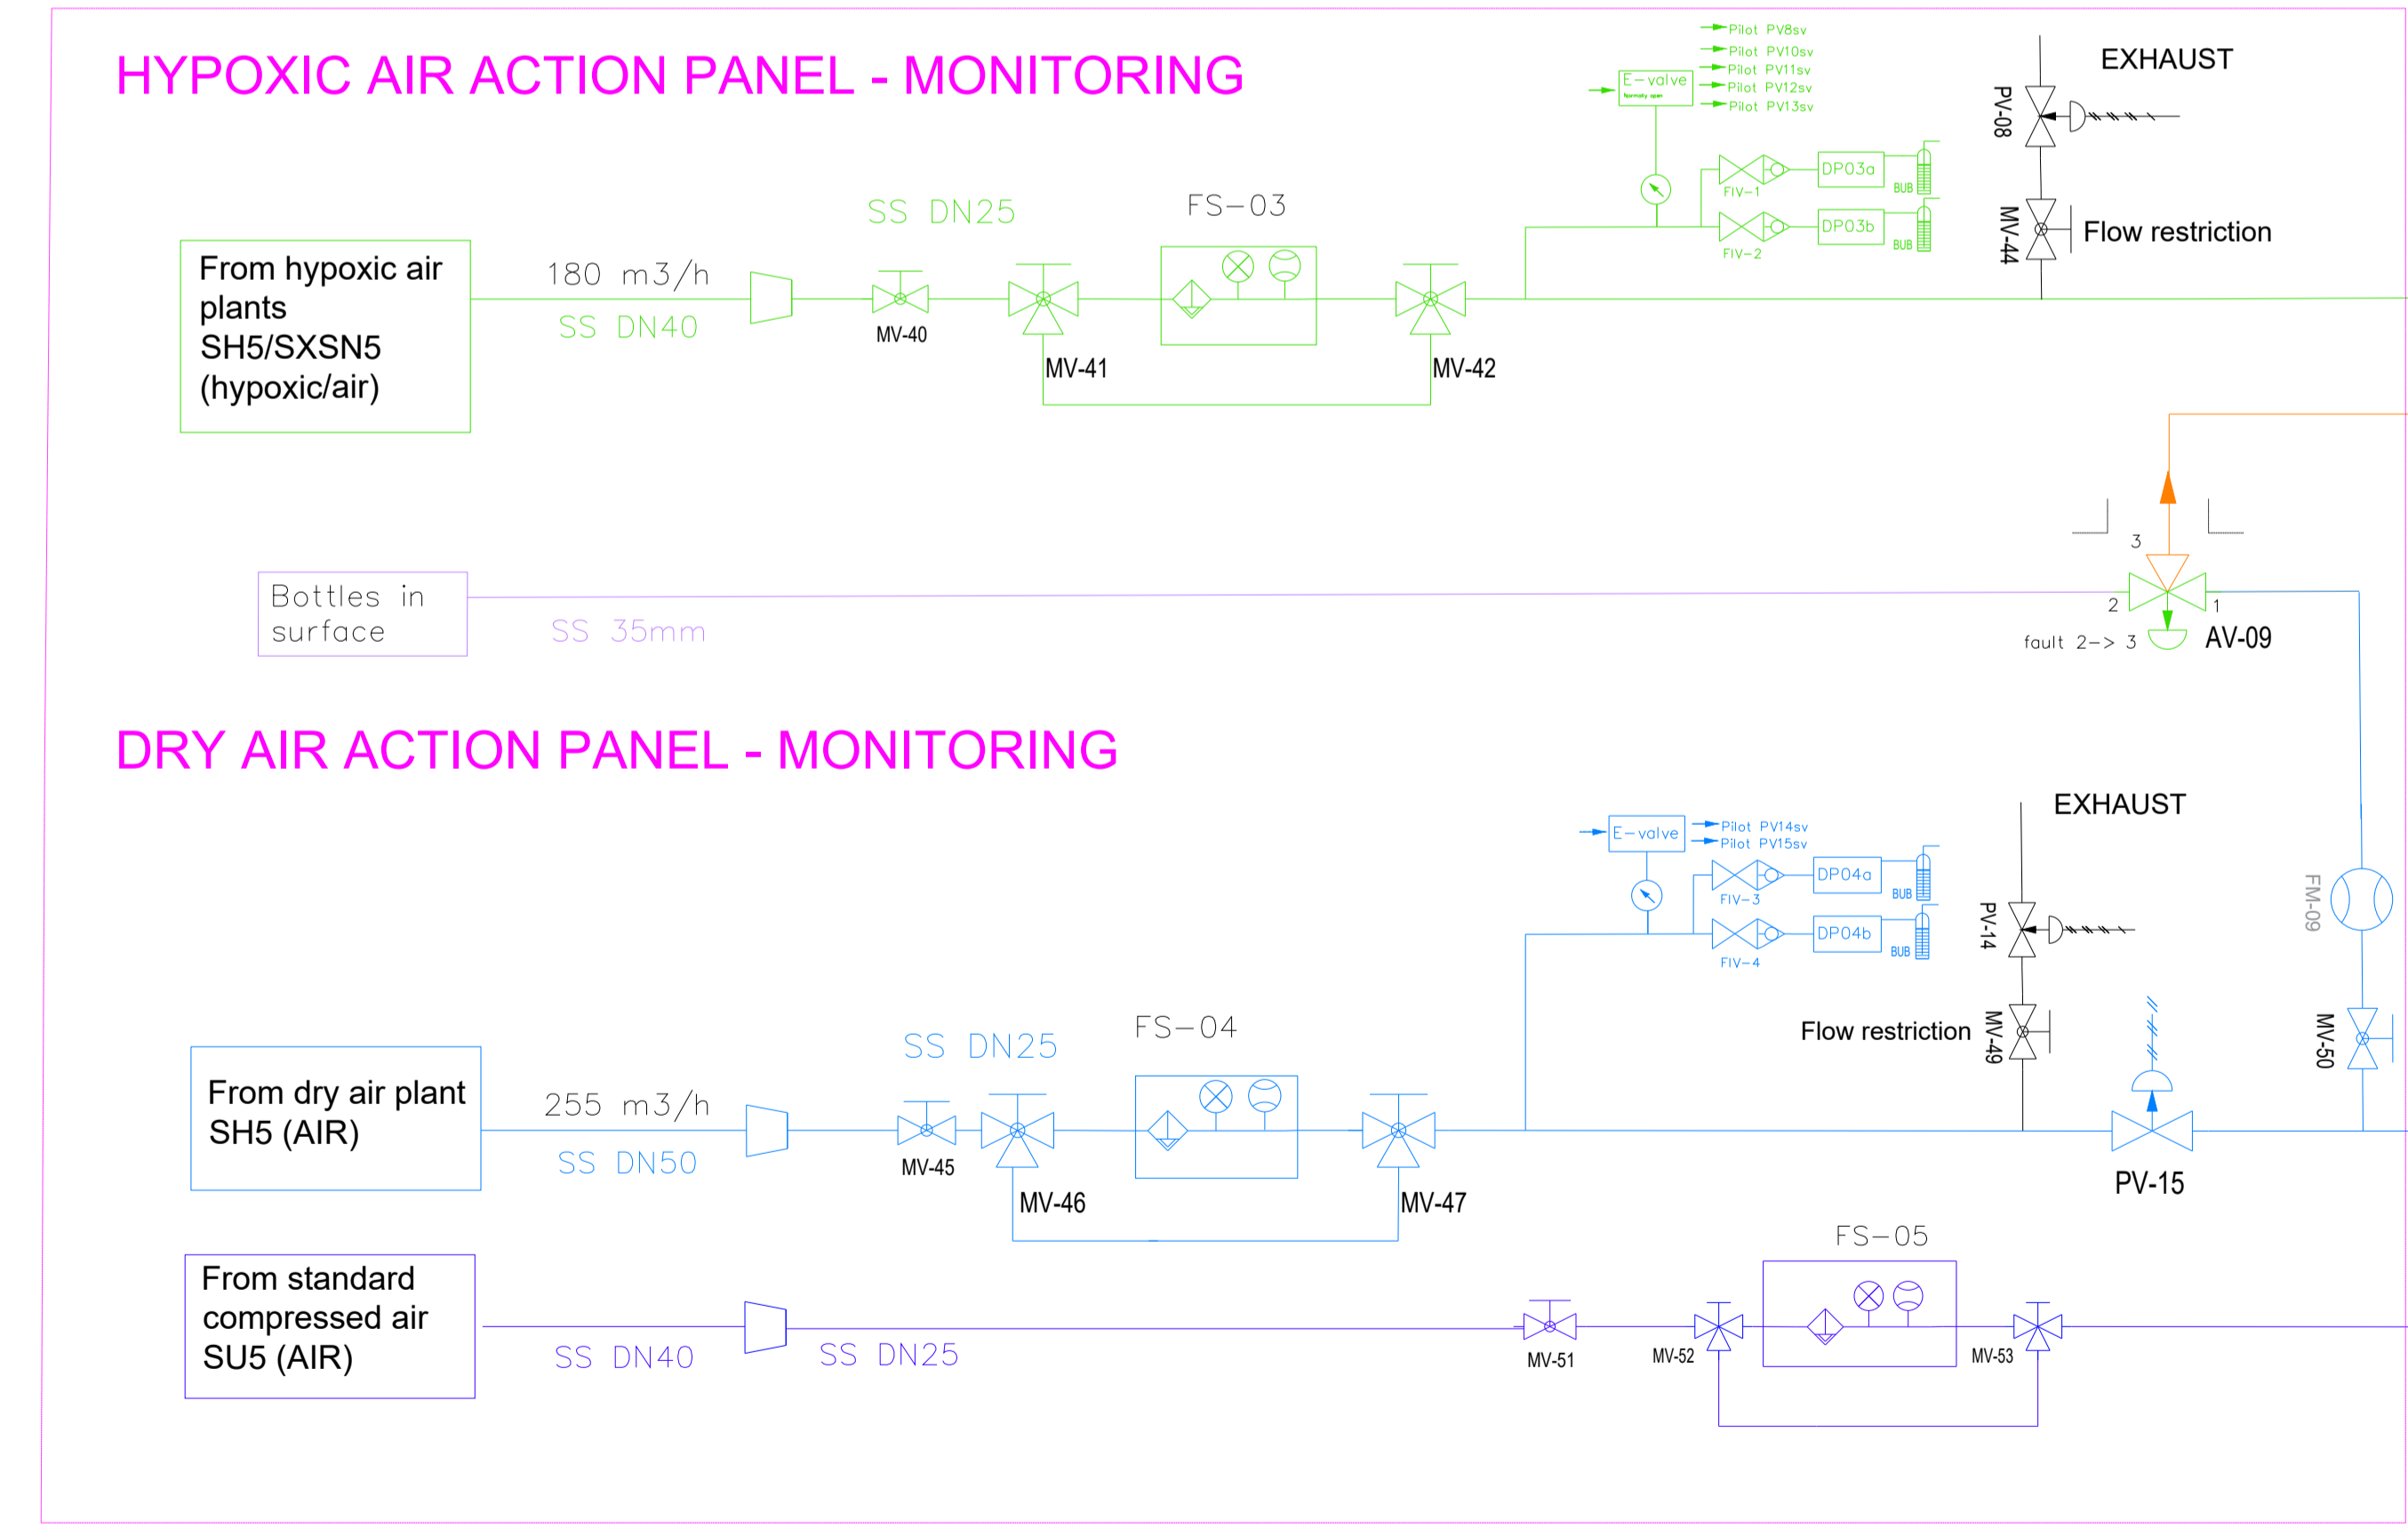 HYPOXIC AIR ACTION PANEL - MONITORING
Pilot PV8sv
Pilot PV10sv
Pilot PV11sv
Pilot PV12sv
Pilot PV13sv
E-valve
Normally open
EXHAUST
PV-08
DP03a
BUB
FIV-1
DP03b
BUB
FIV-2
MV-44
Flow restriction
SS DN25
FS-03
From hypoxic air
plants
SH5/SXSN5
(hypoxic/air)
180 m3/h
SS DN40
MV-40
MV-41
MV-42
3
2
1
fault 2-> 3
AV-09
Bottles in
surface
SS 35mm
DRY AIR ACTION PANEL - MONITORING
EXHAUST
E-valve
Pilot PV14sv
Pilot PV15sv
DP04a
BUB
FIV-3
DP04b
BUB
FIV-4
PV-14
FM-09
Flow restriction
MV-49
MV-50
SS DN25
FS-04
From dry air plant
SH5 (AIR)
255 m3/h
SS DN50
MV-45
MV-46
MV-47
PV-15
FS-05
From standard
compressed air
SU5 (AIR)
SS DN40
SS DN25
MV-51
MV-52
MV-53